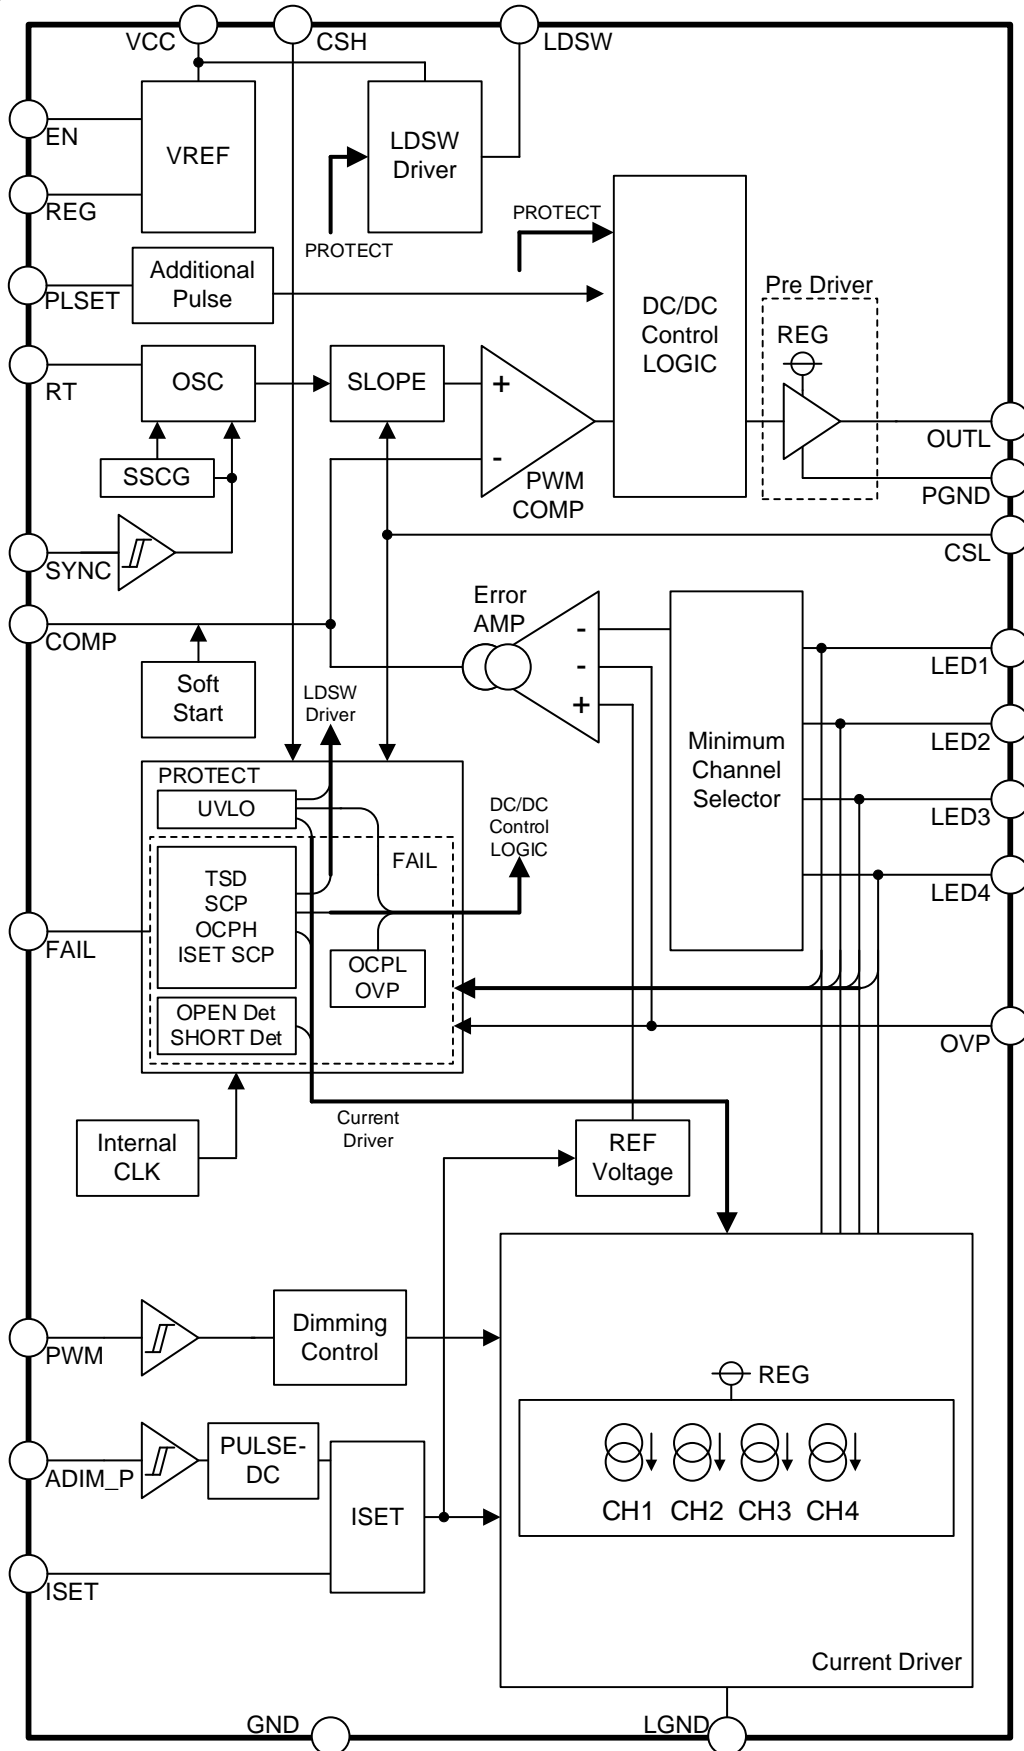 VCC
CSH
LDSW
EN
VREF
LDSW
Driver
REG
PROTECT
PROTECT
PLSET
Additional
Pulse
DC/DC
Control
LOGIC
Pre Driver
REG
RT
OSC
SLOPE
+
-
PWM
COMP
OUTL
PGND
SSCG
SYNC
CSL
COMP
Error
AMP
-
-
+
Soft
Start
LDSW
Driver
Minimum
Channel
Selector
LED1
LED2
LED3
LED4
PROTECT
UVLO
FAIL
DC/DC
Control
LOGIC
TSD
SCP
OCPH
ISET SCP
FAIL
OCPL
OVP
OPEN Det
SHORT Det
OVP
Internal
CLK
Current
Driver
REF
Voltage
PWM
Dimming
Control
REG
ADIM_P
PULSE-
DC
ISET
CH1 CH2 CH3 CH4
ISET
Current Driver
GND
LGND